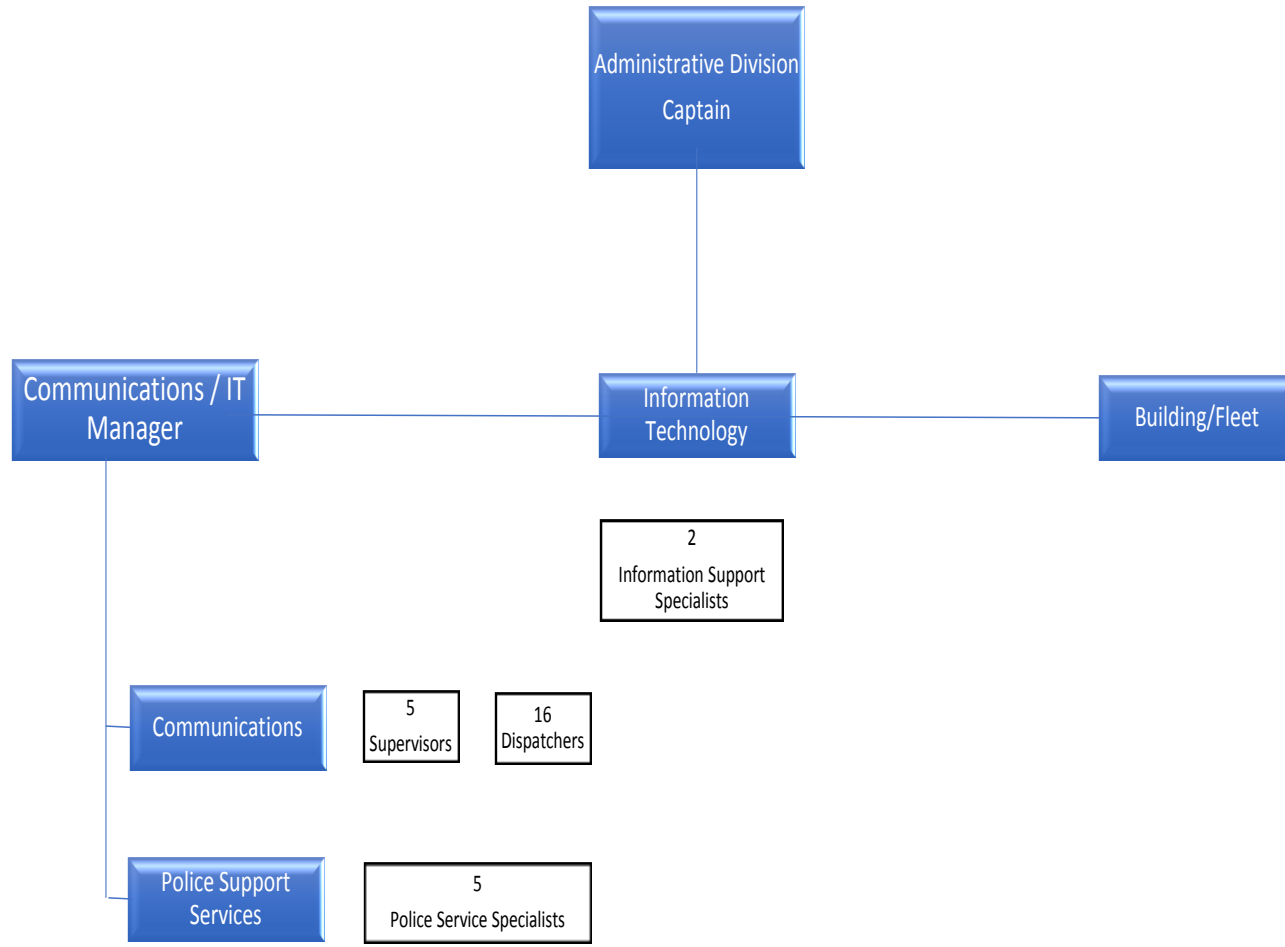 Administrative Division
Captain
Communications / IT
Manager
Information
Technology
Building/Fleet
2
Information Support
Specialists
Communications
5
Supervisors
16
Dispatchers
Police Support
Services
5
Police Service Specialists